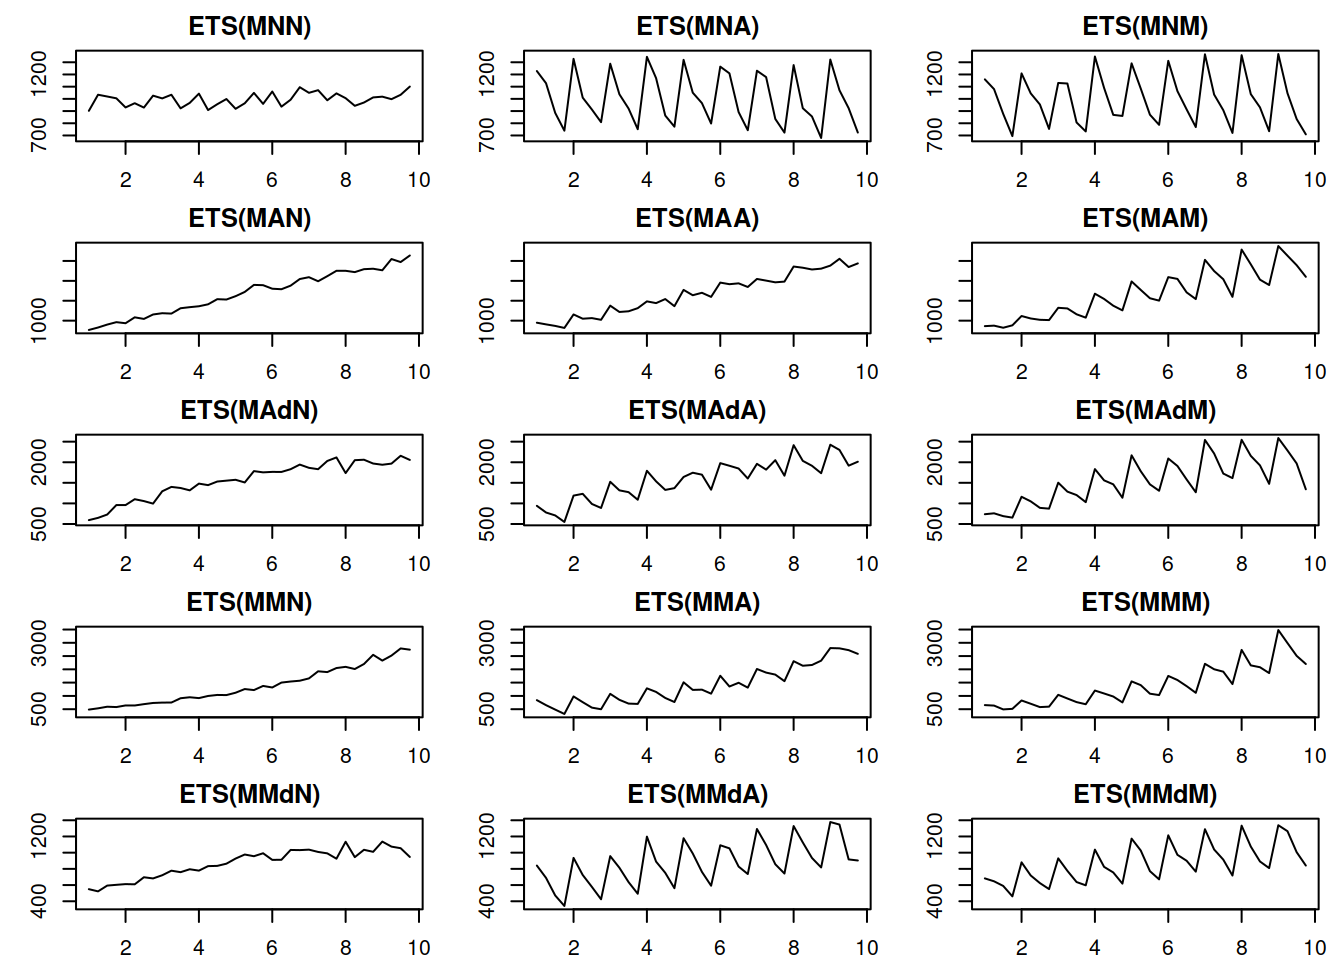 ETS(MNN) ETS(MNA) ETS(MNM)
1200 1200 1200
700 700 700
2 4 6 8 10 2 4 6 8 10 2 4 6 8 10
ETS(MAN) ETS(MAA) ETS(MAM)
1000 1000 1000
2 4 6 8 10 2 4 6 8 10 2 4 6 8 10
ETS(MAdN) ETS(MAdA) ETS(MAdM)
2000 2000 2000
500 500 500
2 4 6 8 10 2 4 6 8 10 2 4 6 8 10
ETS(MMN) ETS(MMA) ETS(MMM)
3000 3000 3000
500 500 500
2 4 6 8 10 2 4 6 8 10 2 4 6 8 10
ETS(MMdN) ETS(MMdA) ETS(MMdM)
1200 1200 1200
400 400 400
2 4 6 8 10 2 4 6 8 10 2 4 6 8 10